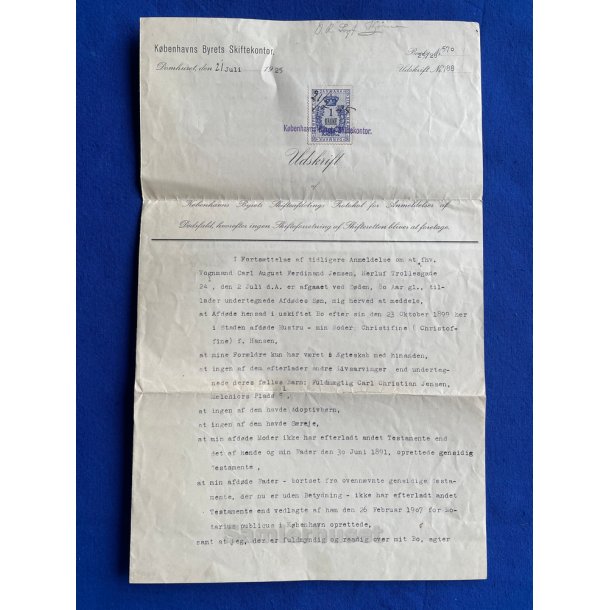 Københavns Byrets Skiftekontor.
Domhuset, den 21 Juli 1925
Udskrift Nr.
1
KRONE
Københavns Byrets Skiftekontor.
Udskrift
af
Københavns Byrets Skifteafdelings Protokol for Anmeldelser af
Dødsfald, hvorefter ingen Skifteforretning af Skifteretten bliver at foretage.
I Fortsættelse af tidligere Anmeldelse om at fhv.
Vognmand Carl August Ferdinand Jensen, Herluf Trollesgade
24, den 2 Juli d.A. er afgaaet ved Døden, 80 Aar gl., til-
lader undertegnede Afdødes Søn, mig herved at meddele,
at Afdøde hensad i uskiftet Bo efter sin den 23 Oktober 1899 her
i Staden afdøde Hustru - min Moder: Christifine ( Christof-
fine) f. Hansen,
at mine Forældre kun har været i Ægteskab med hinanden,
at ingen af dem efterlader andre Livsarvinger end underteg-
nede deres fælles Barn: Fuldmægtig Carl Christian Jensen,
Melchiors Plads
at ingen af dem havde Adoptivbørn,
at ingen af dem havde Særeje,
at min afdøde Moder ikke har efterladt andet Testamente end
det af hende og min Fader den 30 Juni 1891, oprettede gensidig
Testamente,
at min afdøde Fader - bortset fra ovennævnte gensidige Testa-
mente, der nu er uden Betydning - ikke har efterladt andet
Testamente end vedlagte af ham den 26 Februar 1907 for No-
tarius publicus i København oprettede,
samt at jeg, der er fuldmyndig og raadig over mit Bo, agter